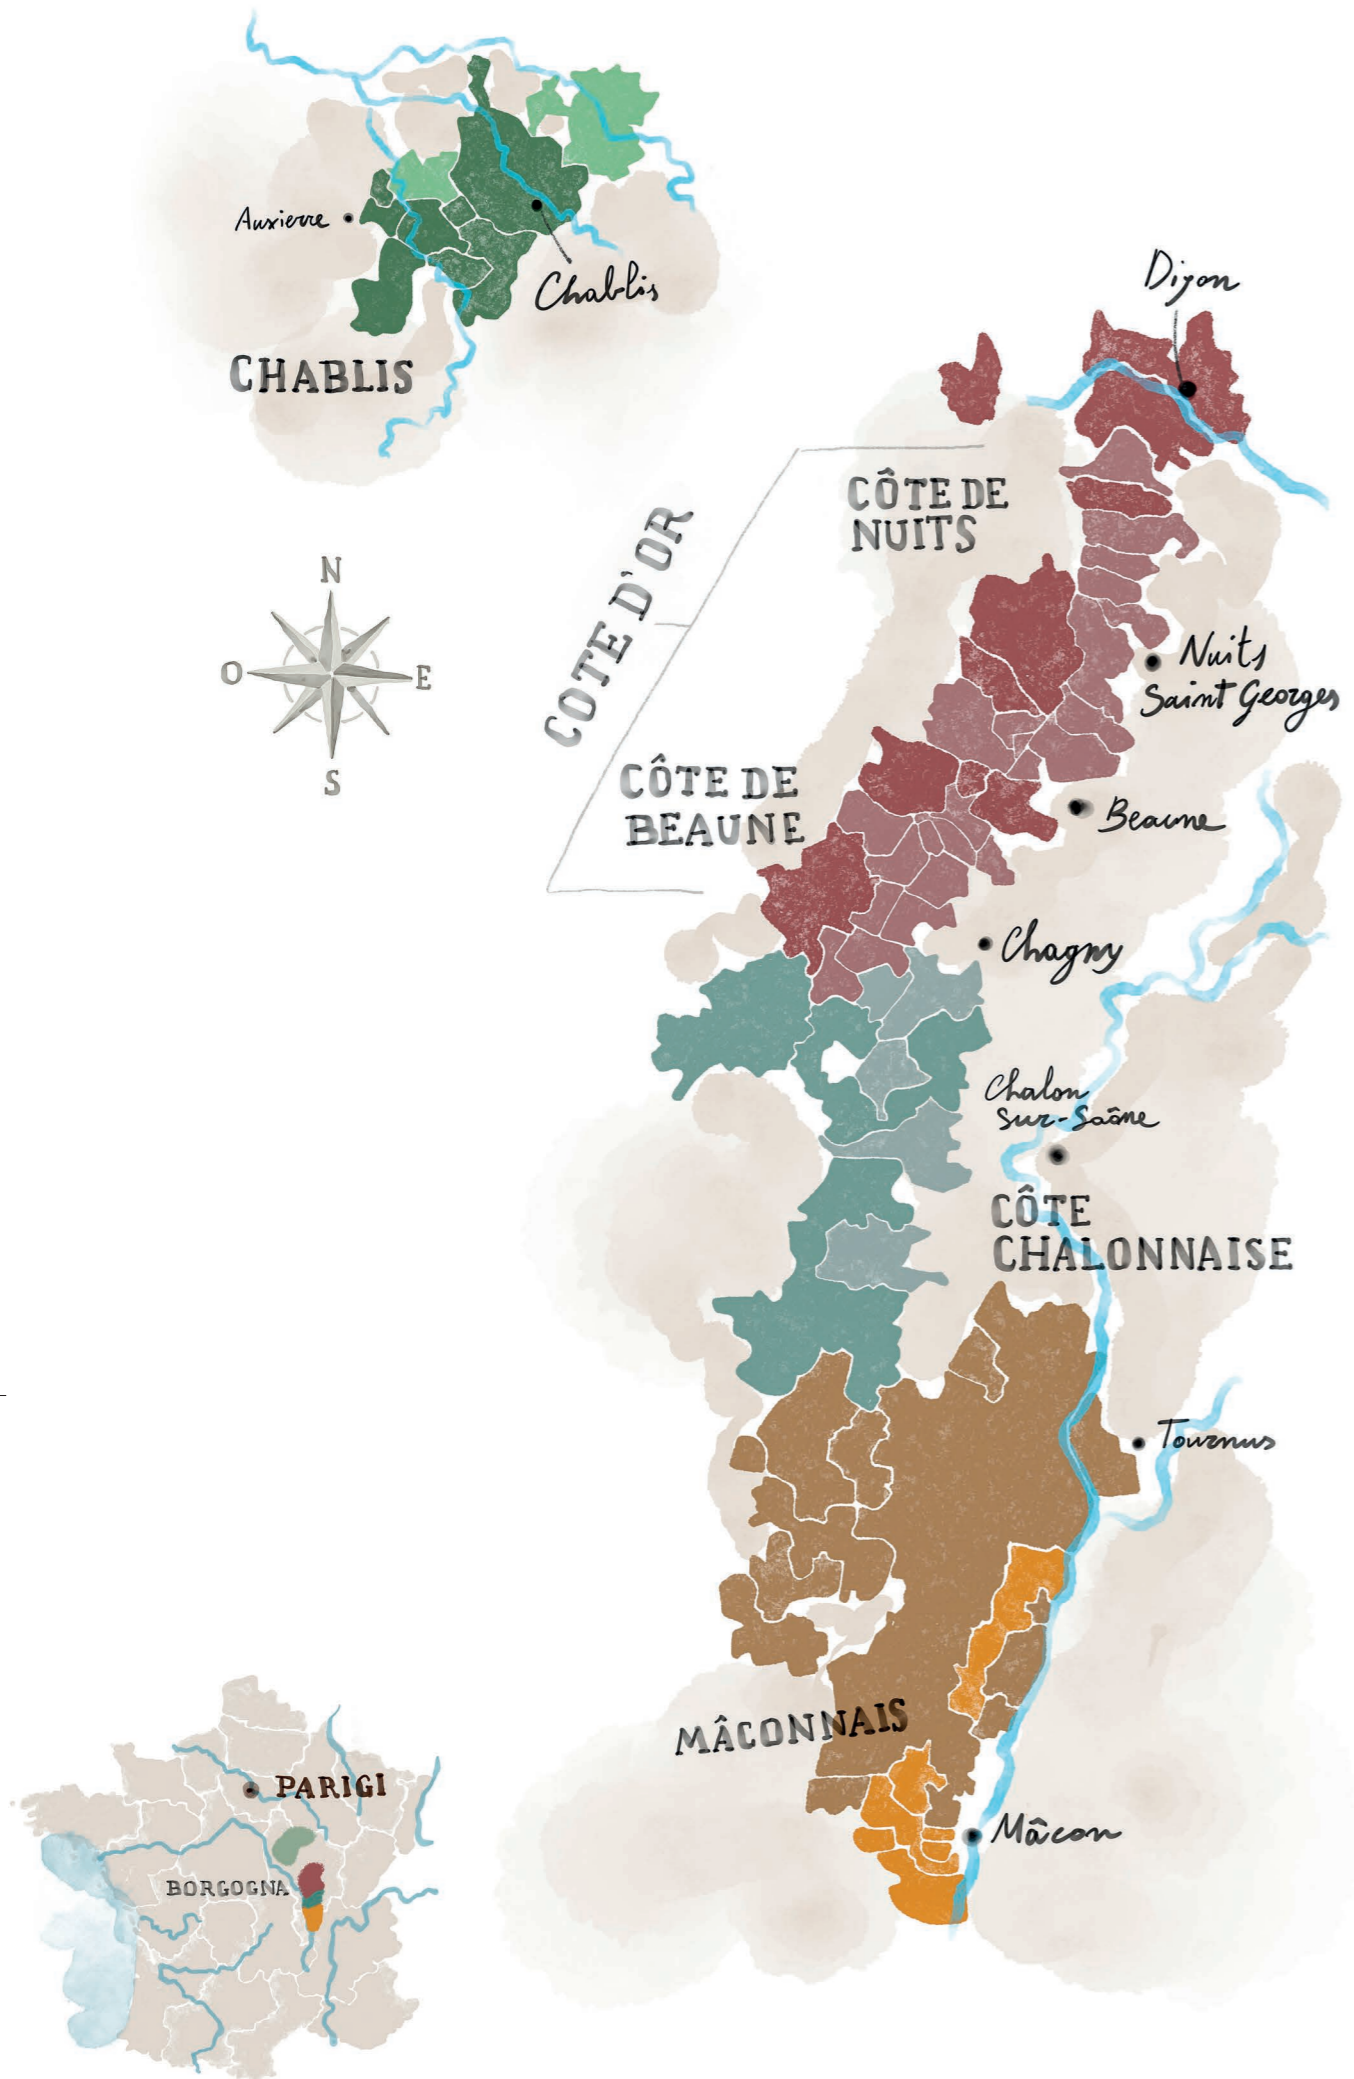 Auxierre
Chablis
CHABLIS
Dijon
CÔTE DE
NUITS
COTE D'OR
N
O
E
S
Nuits
Saint Georges
CÔTE DE
BEAUNE
Beaune
Chagny
Chalon
sur-Saône
CÔTE
CHALONNAISE
Tournus
MÂCONNAIS
Mâcon
PARIGI
BORGOGNA